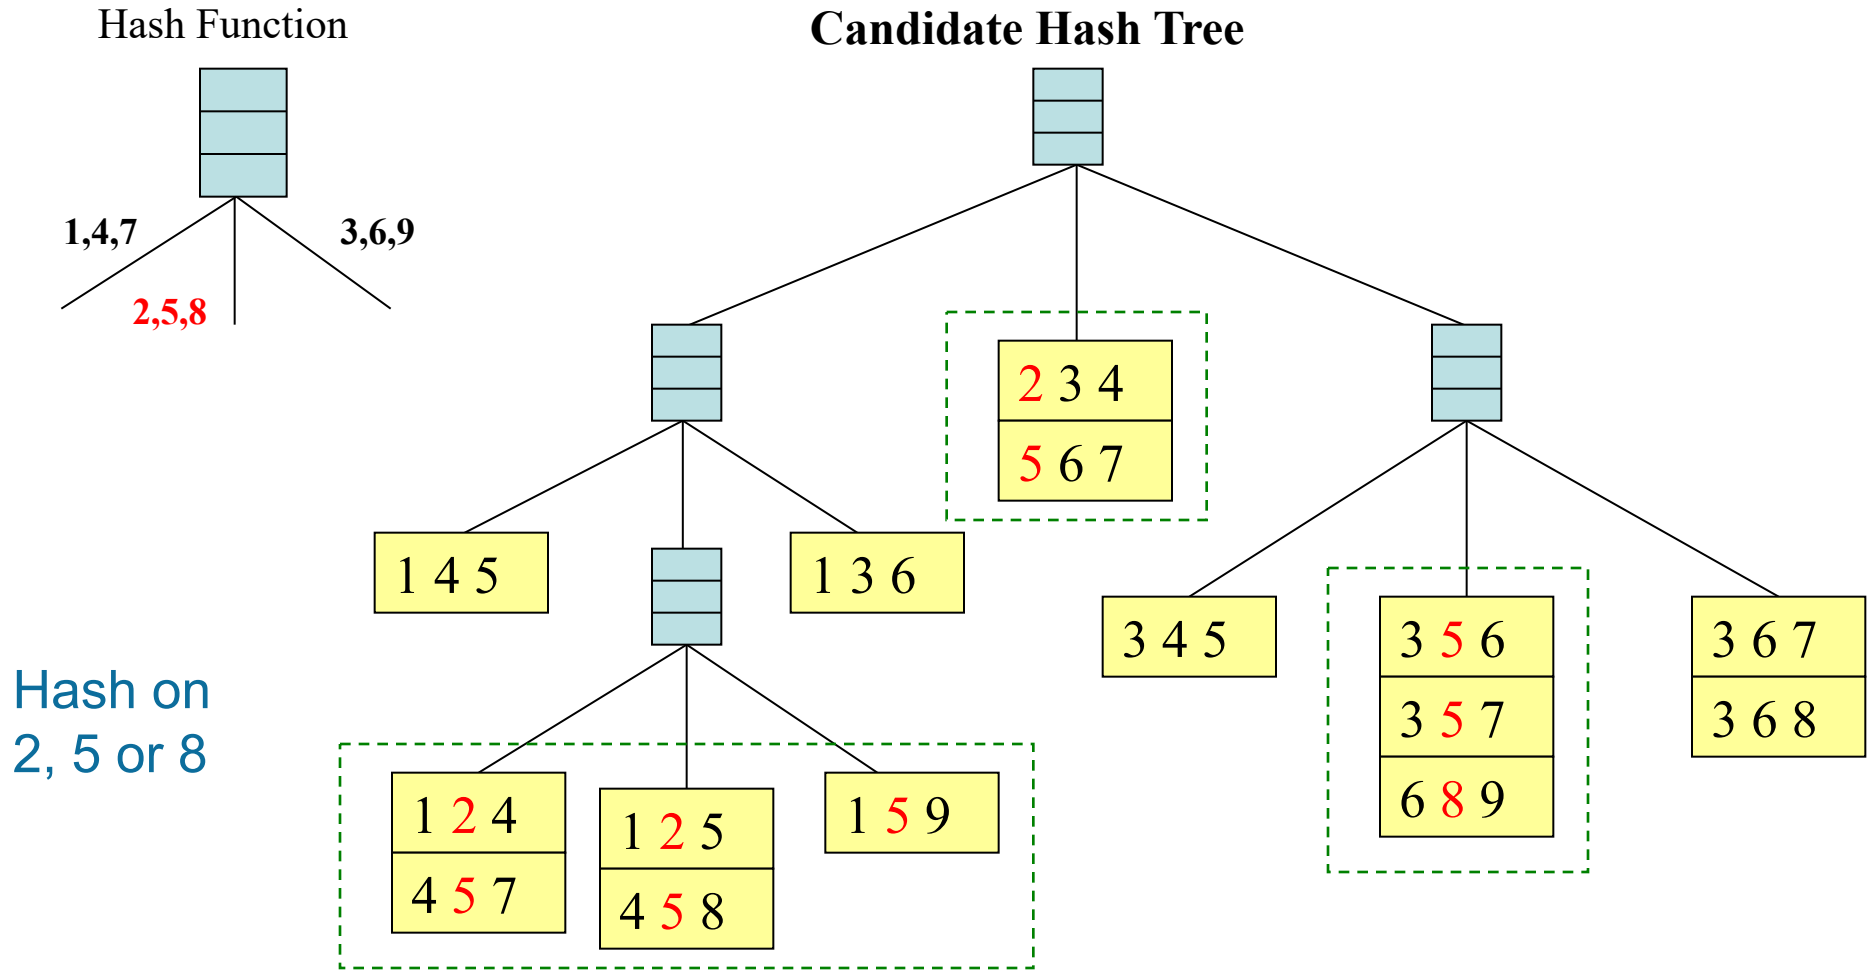 Hash Function
Candidate Hash Tree
1,4,7
3,6,9
2,5,8
2 3 4
5 6 7
1 4 5
1 3 6
3 4 5
3 5 6
3 5 7
6 8 9
3 6 7
3 6 8
Hash on
2, 5 or 8
1 2 4
4 5 7
1 2 5
4 5 8
1 5 9